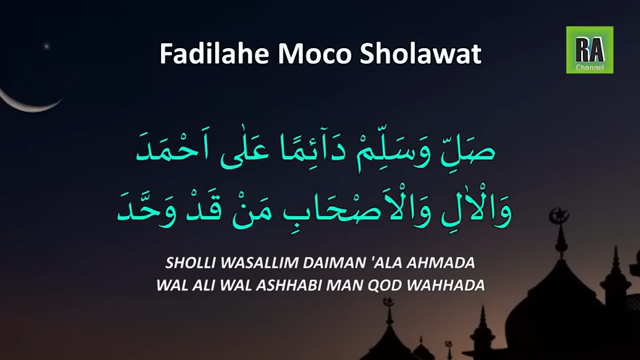 Fadilahe Moco Sholawat
RA
Channel
صَلِّ وَسَلِّمْ دَآئِمًا عَلٰى اَحْمَدَ
وَالْاٰلِ وَالْاَصْحَابِ مَنْ قَدْ وَحَّدَ
SHOLLI WASALLIM DAIMAN 'ALA AHMADA
WAL ALI WAL ASHHABI MAN QOD WAHHADA